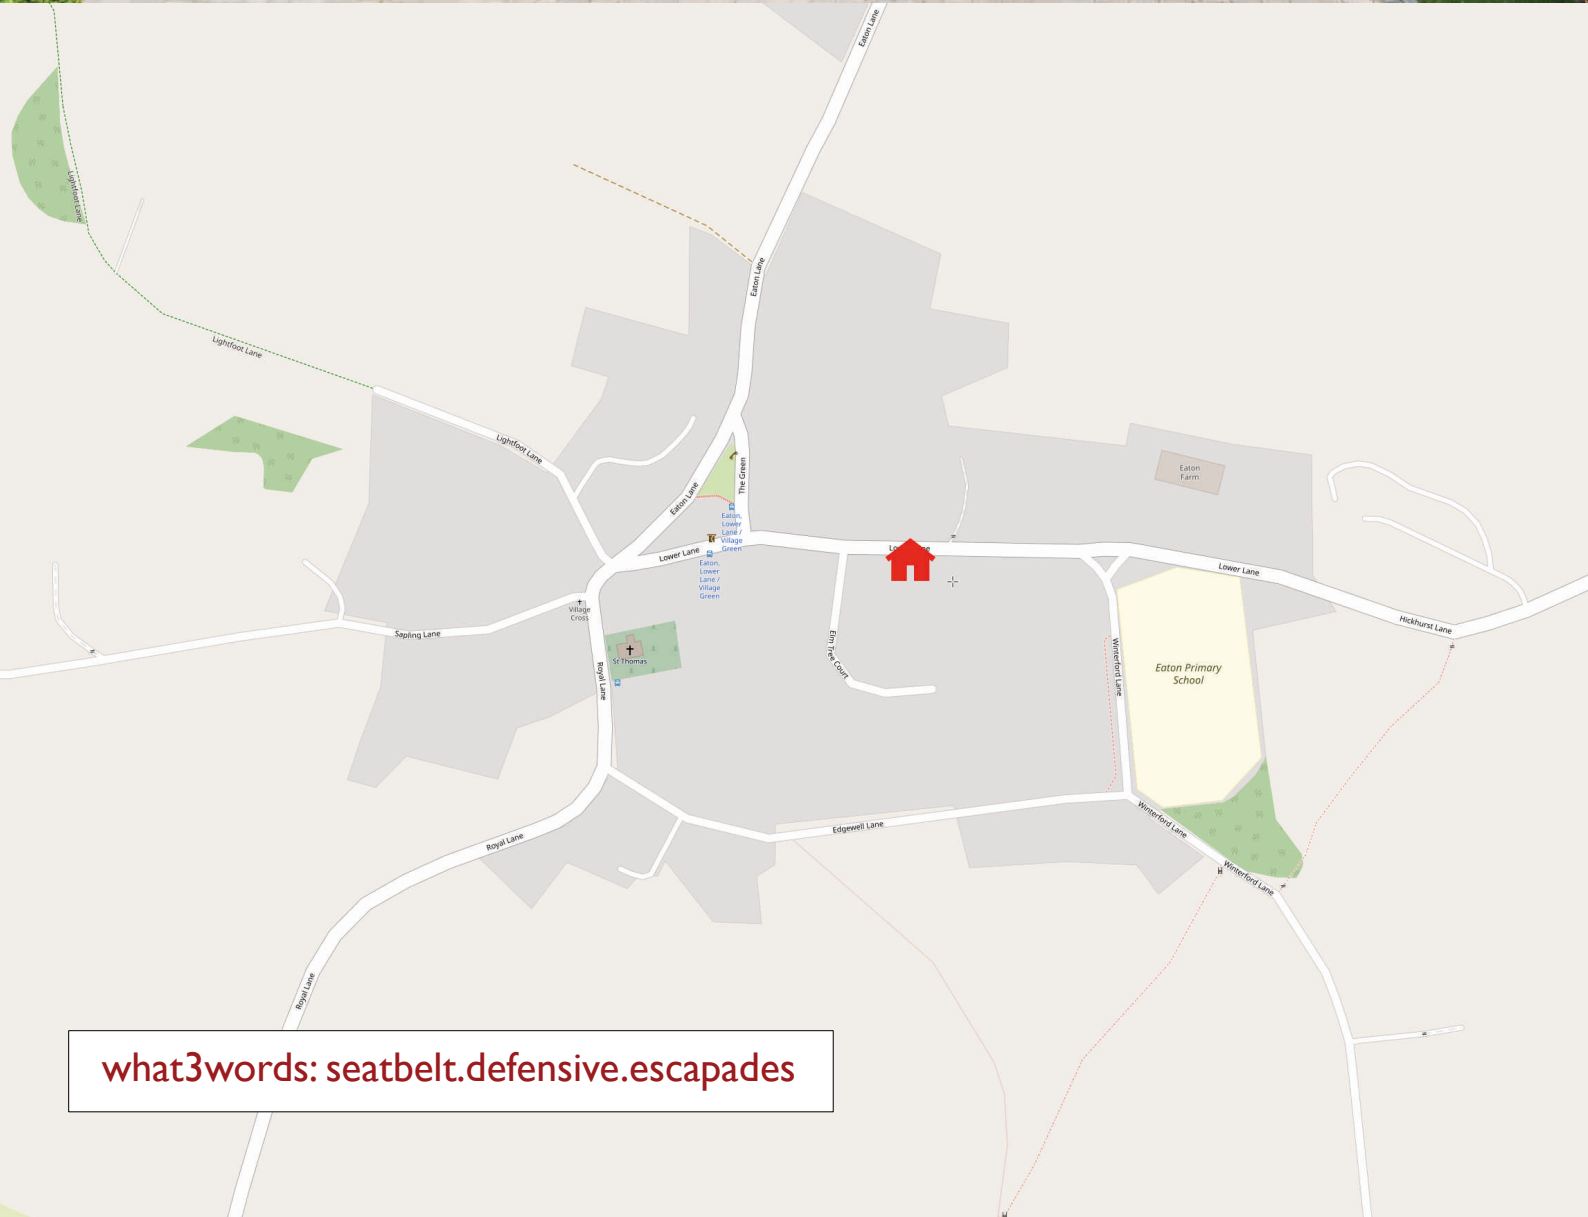 Eaton Lane
Lightfoot Lane
Eaton Lane
Lightfoot Lane
Lightfoot Lane
Eaton Lane
The Green
Eaton
Farm
Eaton,
Lower
Lane /
Village
Green
Lower Lane
Eaton,
Lower
Lane /
Village
Green
Lower Lane
Village
Cross
Sapling Lane
St Thomas
Royal Lane
Elm Tree Court
Winterford Lane
Eaton Primary
School
Hickhurst Lane
Royal Lane
Edgewell Lane
Winterford Lane
Winterford Lane
Royal Lane
what3words: seatbelt.defensive.escapades